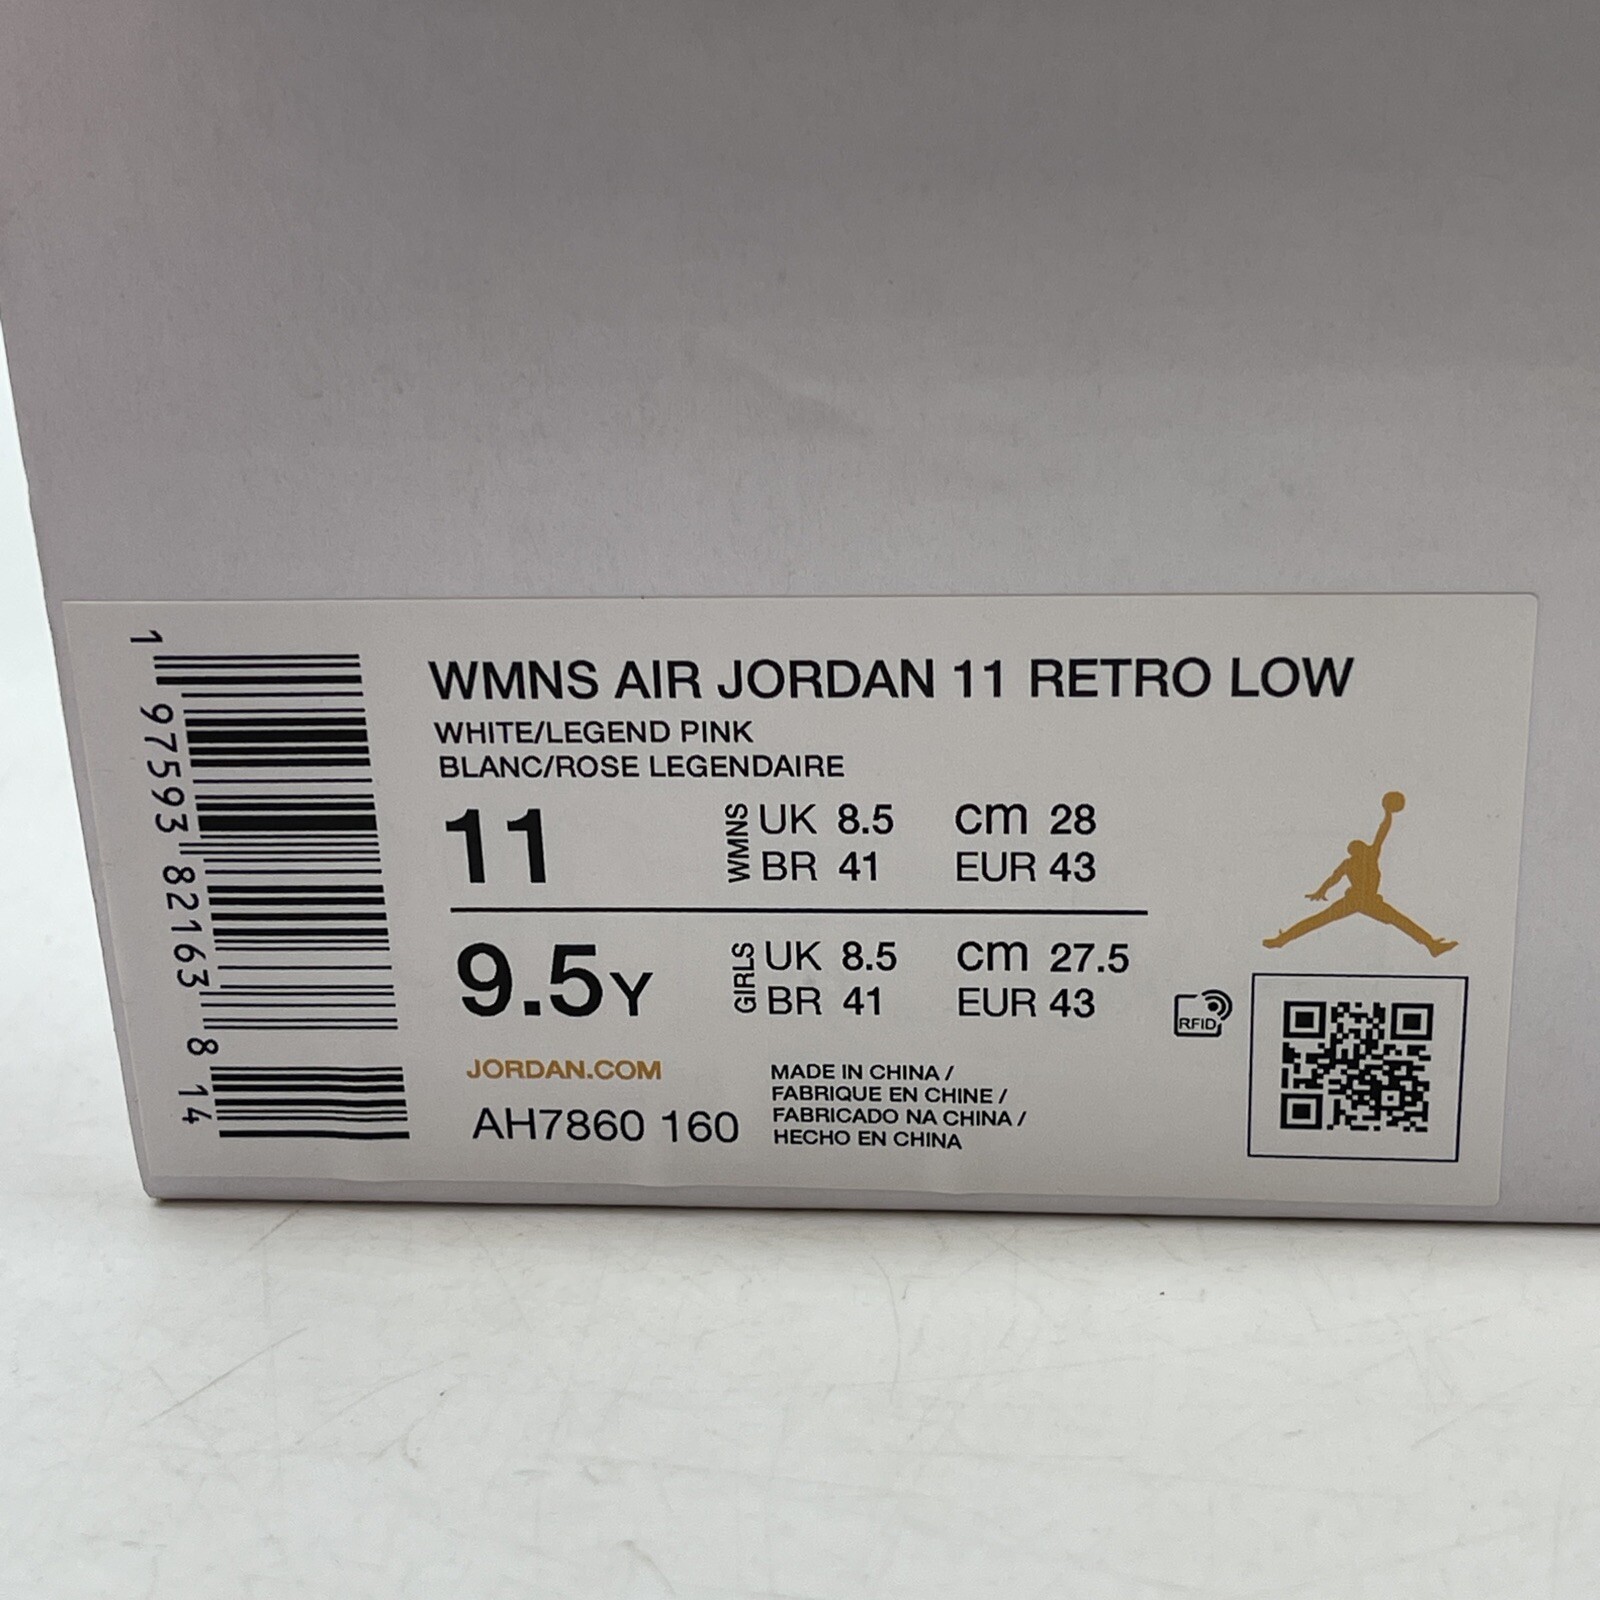 WMNS AIR JORDAN 11 RETRO LOW
WHITE/LEGEND PINK
BLANC/ROSE LEGENDAIRE
11 WMNS UK 8.5 cm 28
BR 41 EUR 43
9.5Y GIRLS UK 8.5 cm 27.5
BR 41 EUR 43
RFID
JORDAN.COM
AH7860 160
MADE IN CHINA /
FABRIQUE EN CHINE /
FABRICADO NA CHINA /
HECHO EN CHINA
1 97593 82163 8 14